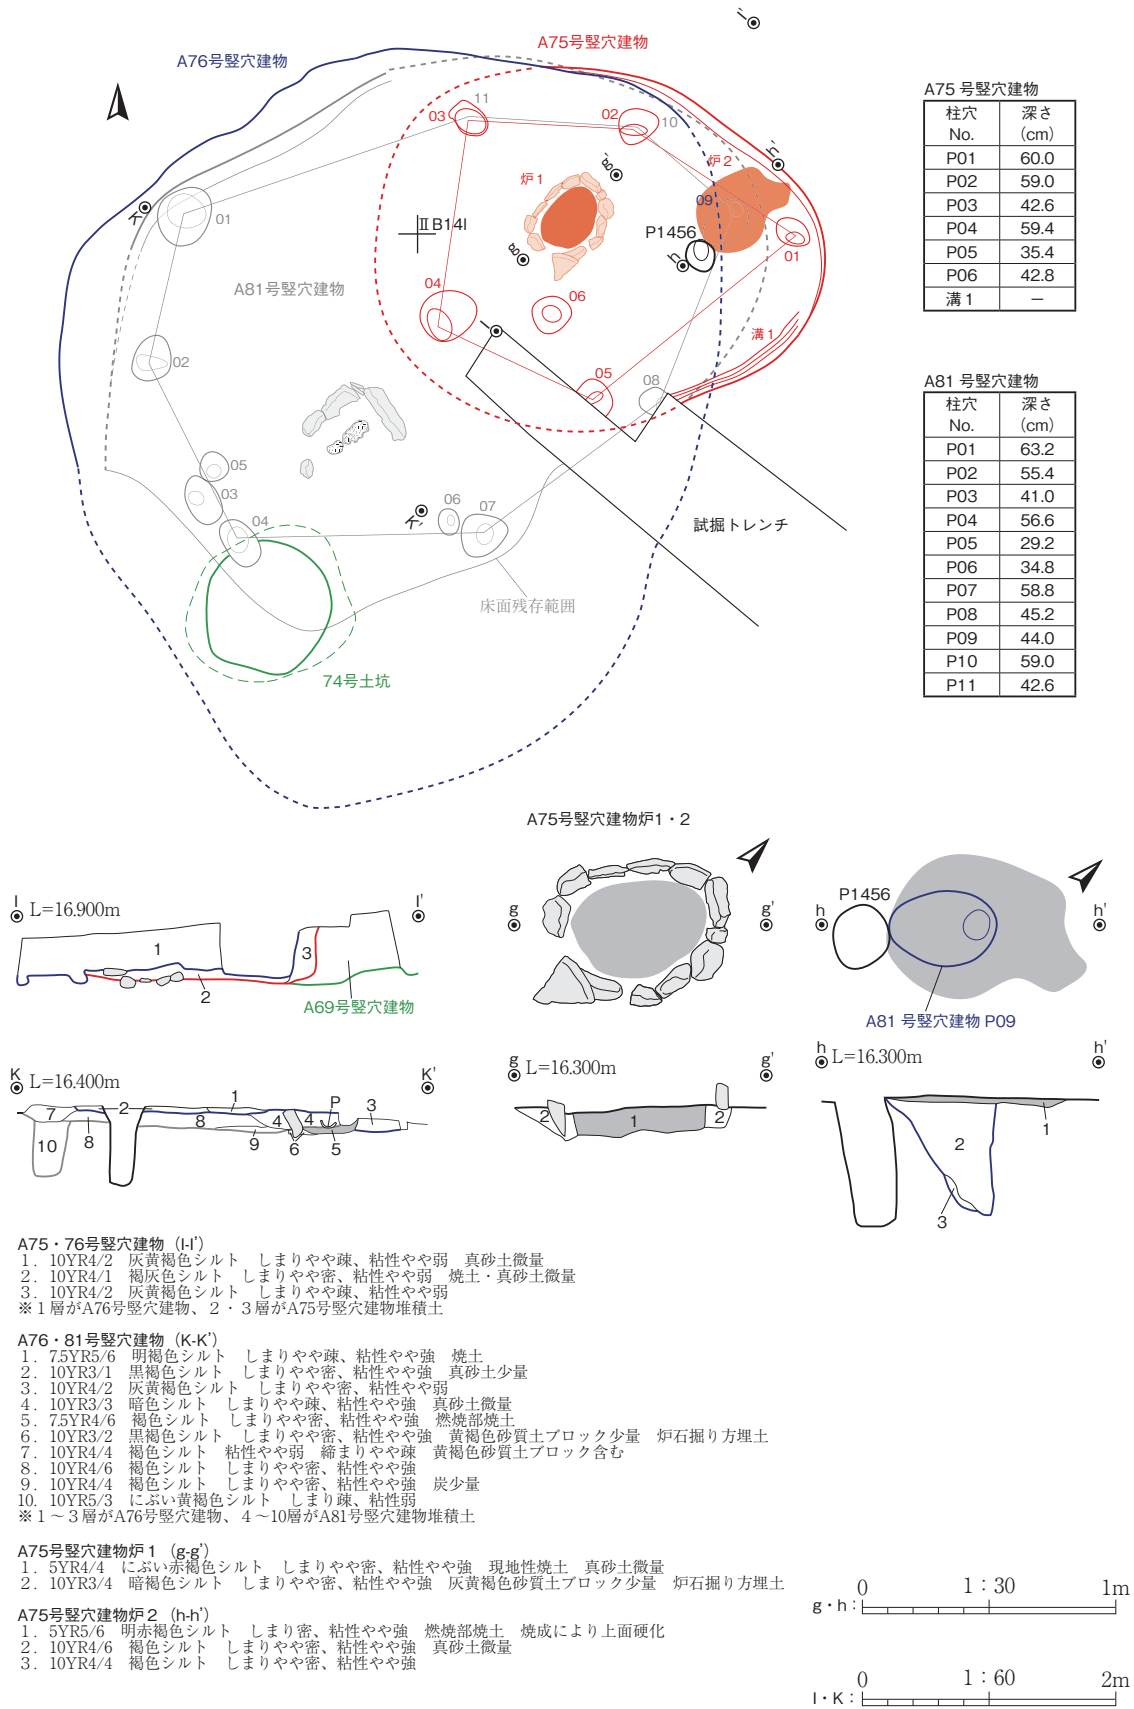 A76号竪穴建物
A75号竪穴建物
l'
11
03
02
10
h'
炉2
g'
炉1
09
k
01
ⅡB14l
P1456
01
g
h
A81号竪穴建物
04
06
l
溝1
02
05
08
05
03
04
06
07
k'
試掘トレンチ
床面残存範囲
74号土坑
A75 号竪穴建物
柱穴 No. 深さ (cm)
P01 60.0
P02 59.0
P03 42.6
P04 59.4
P05 35.4
P06 42.8
溝1 −
A81 号竪穴建物
柱穴 No. 深さ (cm)
P01 63.2
P02 55.4
P03 41.0
P04 56.6
P05 29.2
P06 34.8
P07 58.8
P08 45.2
P09 44.0
P10 59.0
P11 42.6
A75号竪穴建物炉1・2
l L=16.900m l'
1
3
2
A69号竪穴建物
g g'
P1456
h h'
A81 号竪穴建物 P09
K L=16.400m K'
7 2 1 P 3
8 8 4 4
10 9 6 5
g L=16.300m g'
2 1 2
h L=16.300m h'
1
2
3
A75・76号竪穴建物（l-l'）
1．10YR4/2　灰黄褐色シルト　しまりやや疎、粘性やや弱　真砂土微量
2．10YR4/1　褐灰色シルト　しまりやや密、粘性やや弱　焼土・真砂土微量
3．10YR4/2　灰黄褐色シルト　しまりやや疎、粘性やや弱
※１層がA76号竪穴建物、２・３層がA75号竪穴建物堆積土
A76・81号竪穴建物（K-K'）
1．7.5YR5/6　明褐色シルト　しまりやや疎、粘性やや強　焼土
2．10YR3/1　黒褐色シルト　しまりやや密、粘性やや強　真砂土少量
3．10YR4/2　灰黄褐色シルト　しまりやや密、粘性やや弱
4．10YR3/3　暗色シルト　しまりやや疎、粘性やや強　真砂土微量
5．7.5YR4/6　褐色シルト　しまりやや密、粘性やや強　燃焼部焼土
6．10YR3/2　黒褐色シルト　しまりやや密、粘性やや強　黄褐色砂質土ブロック少量　炉石掘り方埋土
7．10YR4/4　褐色シルト　粘性やや弱　締まりやや疎　黄褐色砂質土ブロック含む
8．10YR4/6　褐色シルト　しまりやや密、粘性やや強
9．10YR4/4　褐色シルト　しまりやや密、粘性やや強　炭少量
10．10YR5/3　にぶい黄褐色シルト　しまり疎、粘性弱
※１～３層がA76号竪穴建物、４～10層がA81号竪穴建物堆積土
A75号竪穴建物炉1（g-g'）
1．5YR4/4　にぶい赤褐色シルト　しまりやや密、粘性やや強　現地性焼土　真砂土微量
2．10YR3/4　暗褐色シルト　しまりやや密、粘性やや強　灰黄褐色砂質土ブロック少量　炉石掘り方埋土
A75号竪穴建物炉2（h-h'）
1．5YR5/6　明赤褐色シルト　しまり密、粘性やや強　燃焼部焼土　焼成により上面硬化
2．10YR4/6　褐色シルト　しまりやや密、粘性やや強　真砂土微量
3．10YR4/4　褐色シルト　しまりやや密、粘性やや強
g・h： 0 1：30 1m
l・K： 0 1：60 2m